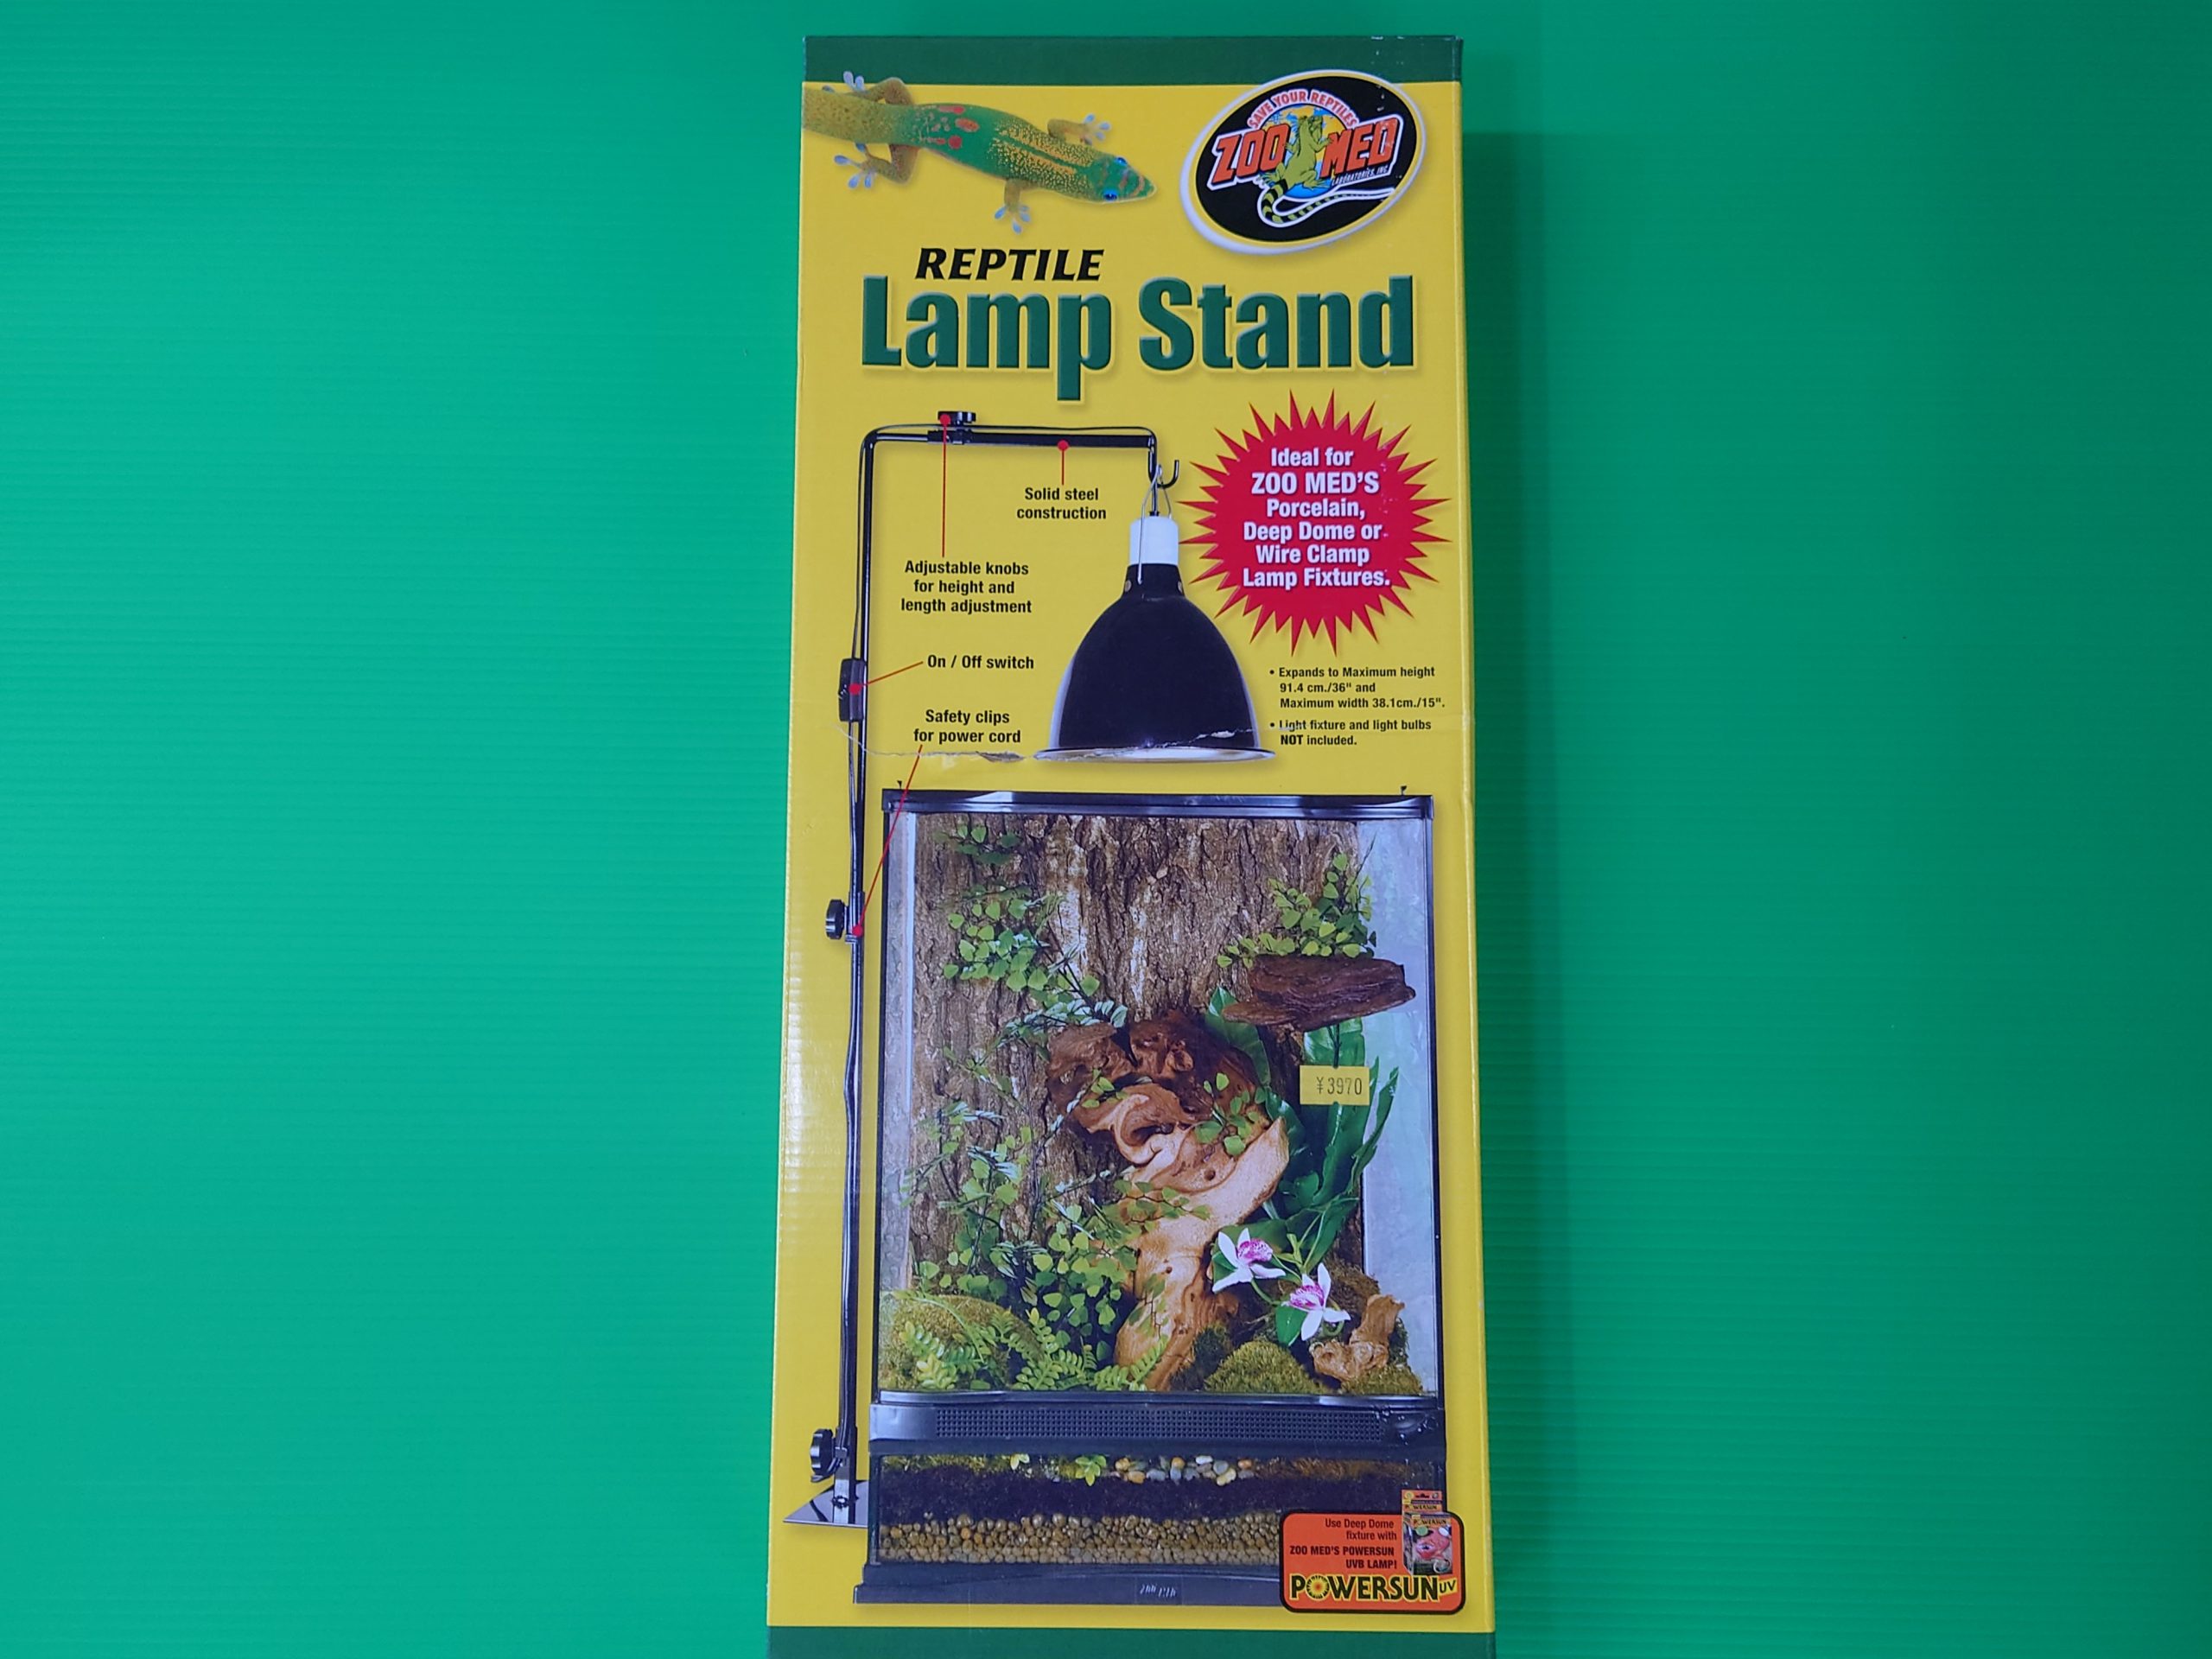 SAVE YOUR REPTILES
ZOO MED
LABORATORIES, INC.
REPTILE
Lamp Stand
Ideal for
ZOO MED'S
Porcelain,
Deep Dome or
Wire Clamp
Lamp Fixtures.
Solid steel
construction
Adjustable knobs
for height and
length adjustment
On / Off switch
Safety clips
for power cord
• Expands to Maximum height
91.4 cm./36" and
Maximum width 38.1cm./15".
• Light fixture and light bulbs
NOT included.
¥3970
Use Deep Dome
fixture with
ZOO MED'S POWERSUN
UVB LAMP!
POWERSUN UV